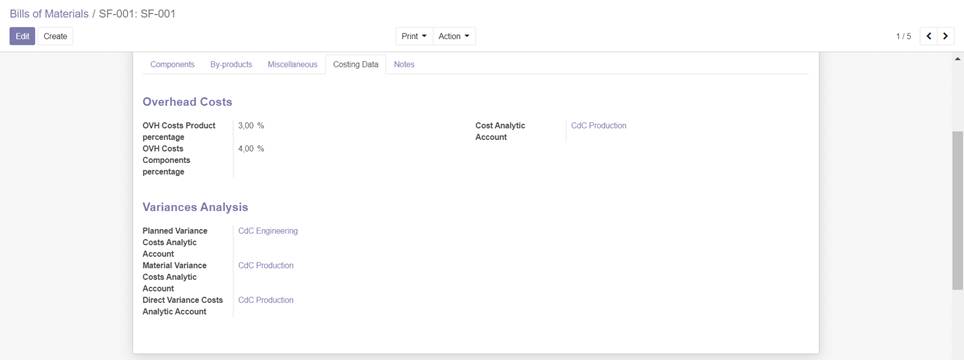 Bills of Materials / SF-001: SF-001
Edit Create Print Action 1 / 5
Components By-products Miscellaneous Costing Data Notes
Overhead Costs
OVH Costs Product percentage 3,00 %
OVH Costs Components percentage 4,00 %
Cost Analytic Account CdC Production
Variances Analysis
Planned Variance Costs Analytic Account CdC Engineering
Material Variance Costs Analytic Account CdC Production
Direct Variance Costs Analytic Account CdC Production